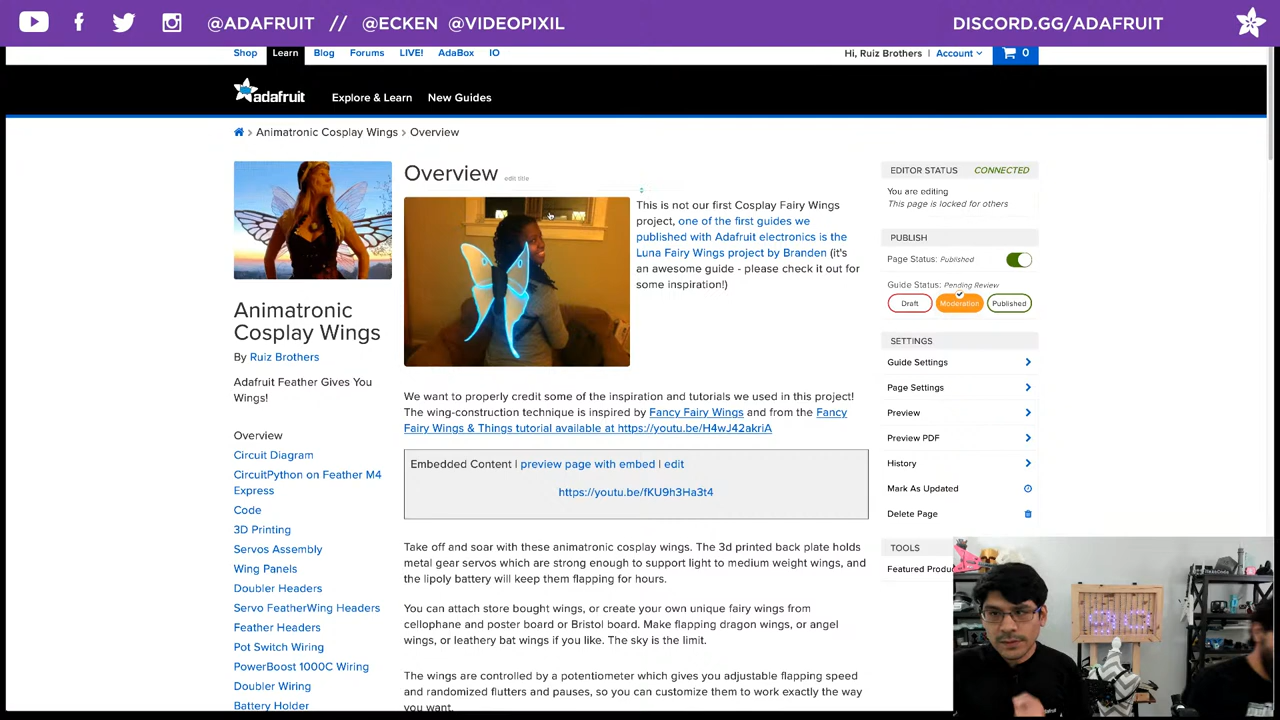 @ADAFRUIT // @ECKEN @VIDEOPIXIL
DISCORD.GG/ADAFRUIT
Shop Learn Blog Forums LIVE! AdaBox IO
Hi, Ruiz Brothers | Account 0
adafruit Explore & Learn New Guides
Animatronic Cosplay Wings > Overview
Animatronic
Cosplay Wings
By Ruiz Brothers
Adafruit Feather Gives You
Wings!
Overview
Circuit Diagram
CircuitPython on Feather M4
Express
Code
3D Printing
Servos Assembly
Wing Panels
Doubler Headers
Servo FeatherWing Headers
Feather Headers
Pot Switch Wiring
PowerBoost 1000C Wiring
Doubler Wiring
Battery Holder
Overview edit title
This is not our first Cosplay Fairy Wings
project, one of the first guides we
published with Adafruit electronics is the
Luna Fairy Wings project by Branden (it's
an awesome guide - please check it out for
some inspiration!)
We want to properly credit some of the inspiration and tutorials we used in this project!
The wing-construction technique is inspired by Fancy Fairy Wings and from the Fancy
Fairy Wings & Things tutorial available at https://youtu.be/H4wJ42akriA
Embedded Content | preview page with embed | edit
https://youtu.be/fKU9h3Ha3t4
Take off and soar with these animatronic cosplay wings. The 3d printed back plate holds
metal gear servos which are strong enough to support light to medium weight wings, and
the lipoly battery will keep them flapping for hours.
You can attach store bought wings, or create your own unique fairy wings from
cellophane and poster board or Bristol board. Make flapping dragon wings, or angel
wings, or leathery bat wings if you like. The sky is the limit.
The wings are controlled by a potentiometer which gives you adjustable flapping speed
and randomized flutters and pauses, so you can customize them to work exactly the way
you want.
EDITOR STATUS CONNECTED
You are editing
This page is locked for others
PUBLISH
Page Status: Published
Guide Status: Pending Review
Draft Moderation Published
SETTINGS
Guide Settings
Page Settings
Preview
Preview PDF
History
Mark As Updated
Delete Page
TOOLS
Featured Produ